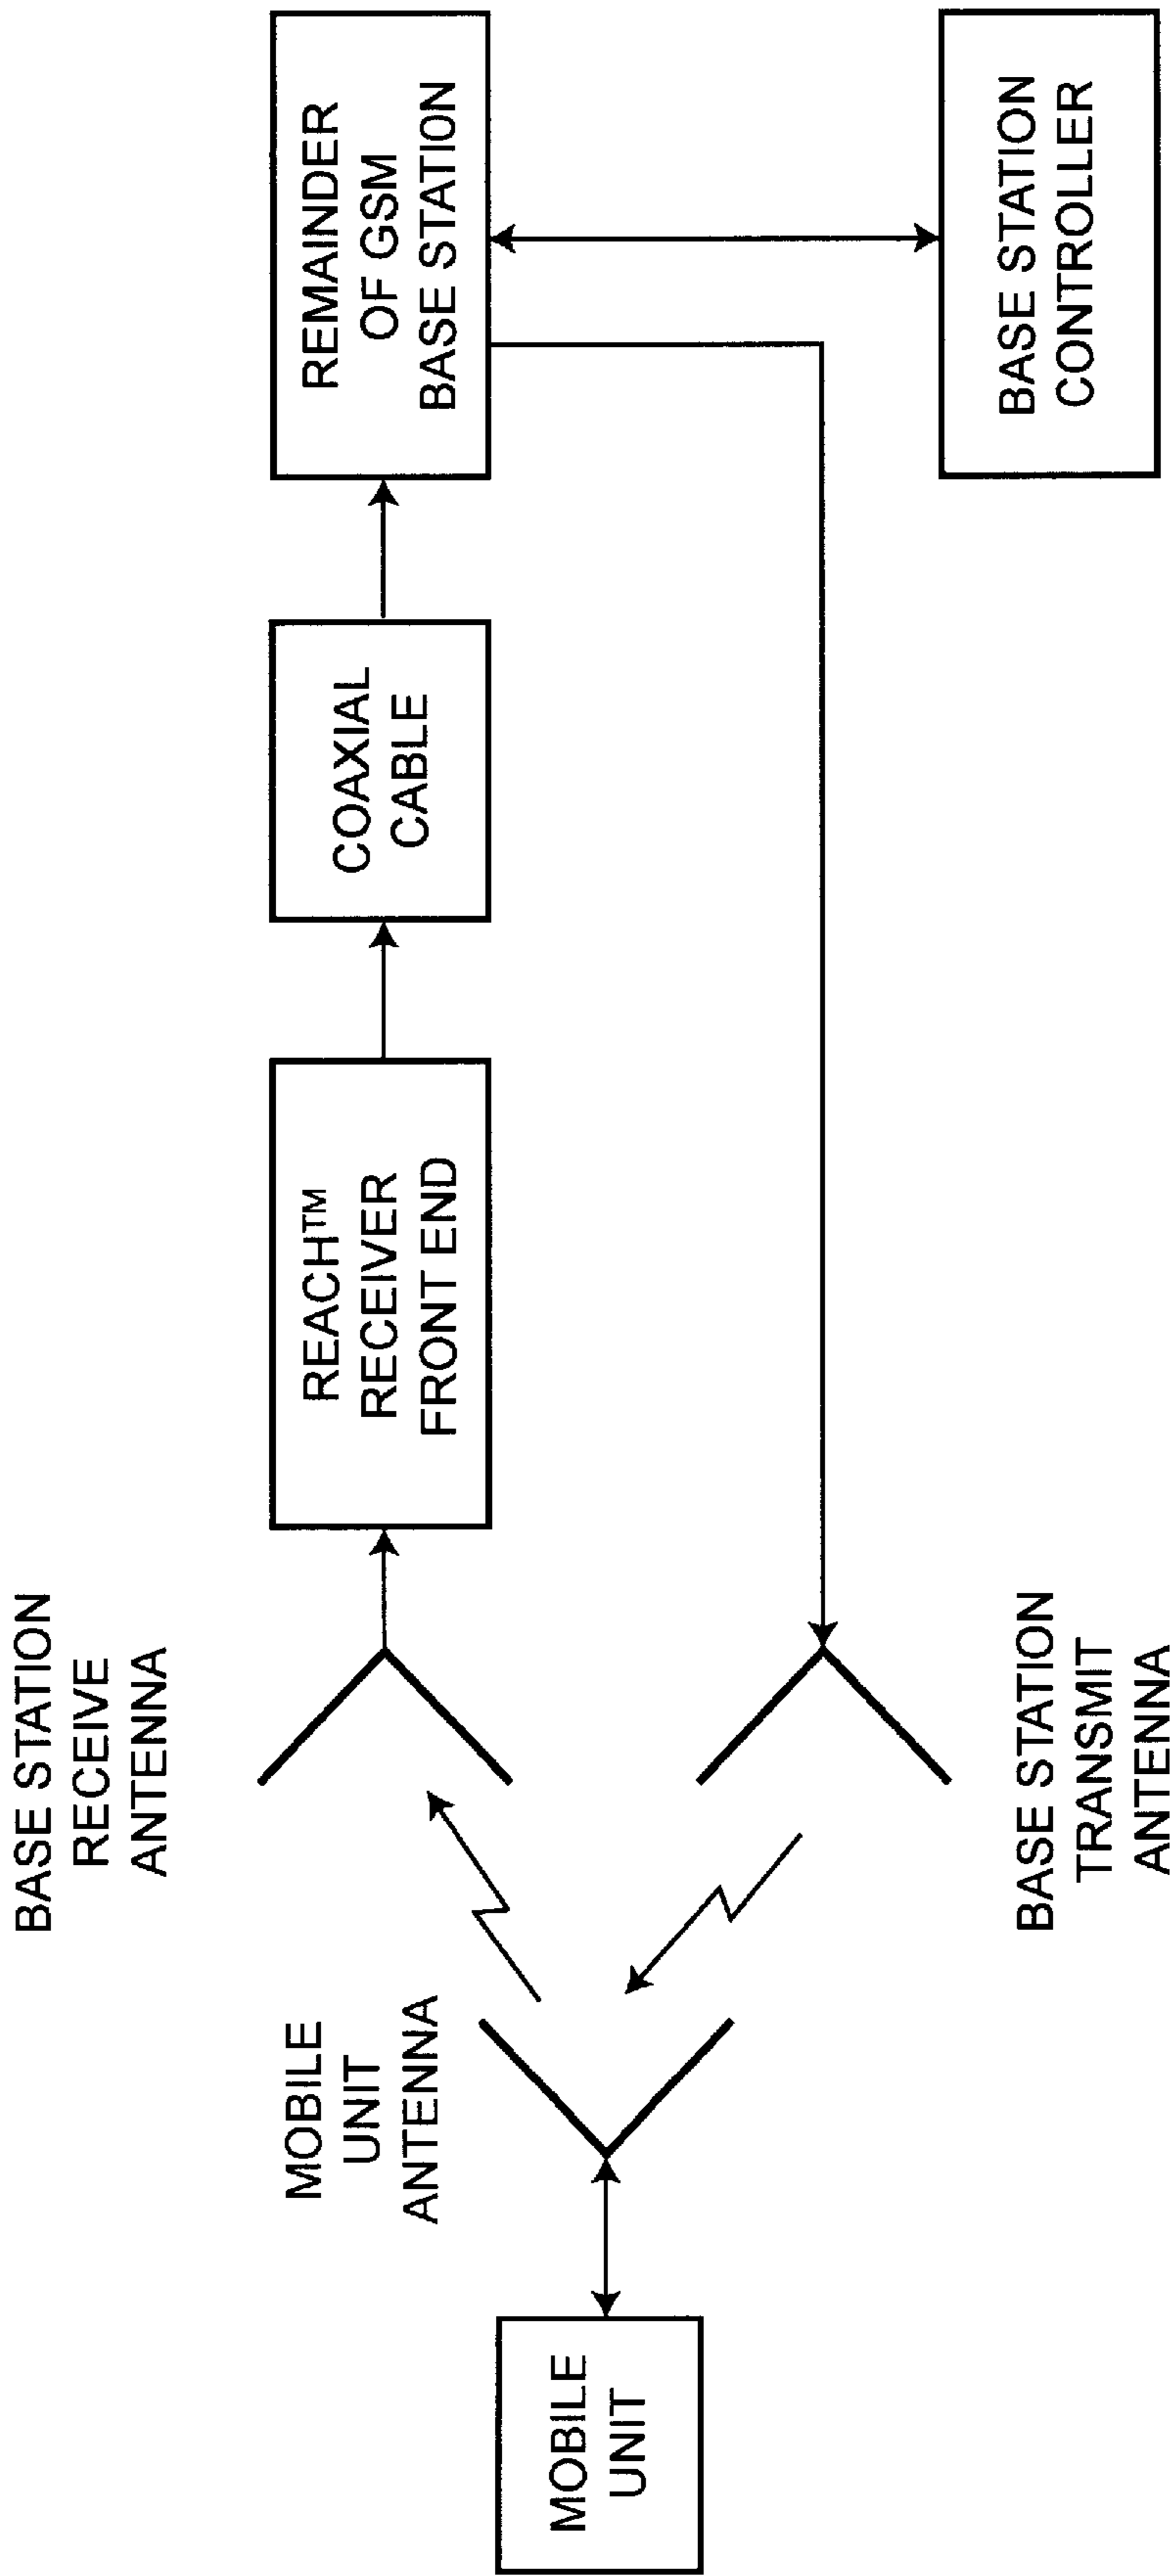 MOBILE
UNIT
MOBILE
UNIT
ANTENNA
BASE STATION
RECEIVE
ANTENNA
BASE STATION
TRANSMIT
ANTENNA
REACH™
RECEIVER
FRONT END
COAXIAL
CABLE
REMAINDER
OF GSM
BASE STATION
BASE STATION
CONTROLLER